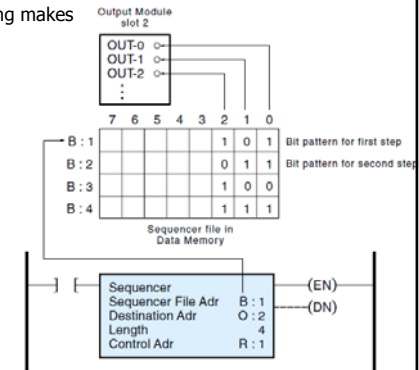 ng makes
Output Module
slot 2
OUT-0
OUT-1
OUT-2
7 6 5 4 3 2 1 0
B : 1 1 0 1 Bit pattern for first step
B : 2 0 1 1 Bit pattern for second step
B : 3 1 0 0
B : 4 1 1 1
Sequencer file in
Data Memory
Sequencer
Sequencer File Adr B : 1
Destination Adr O : 2
Length 4
Control Adr R : 1
(EN)
(DN)